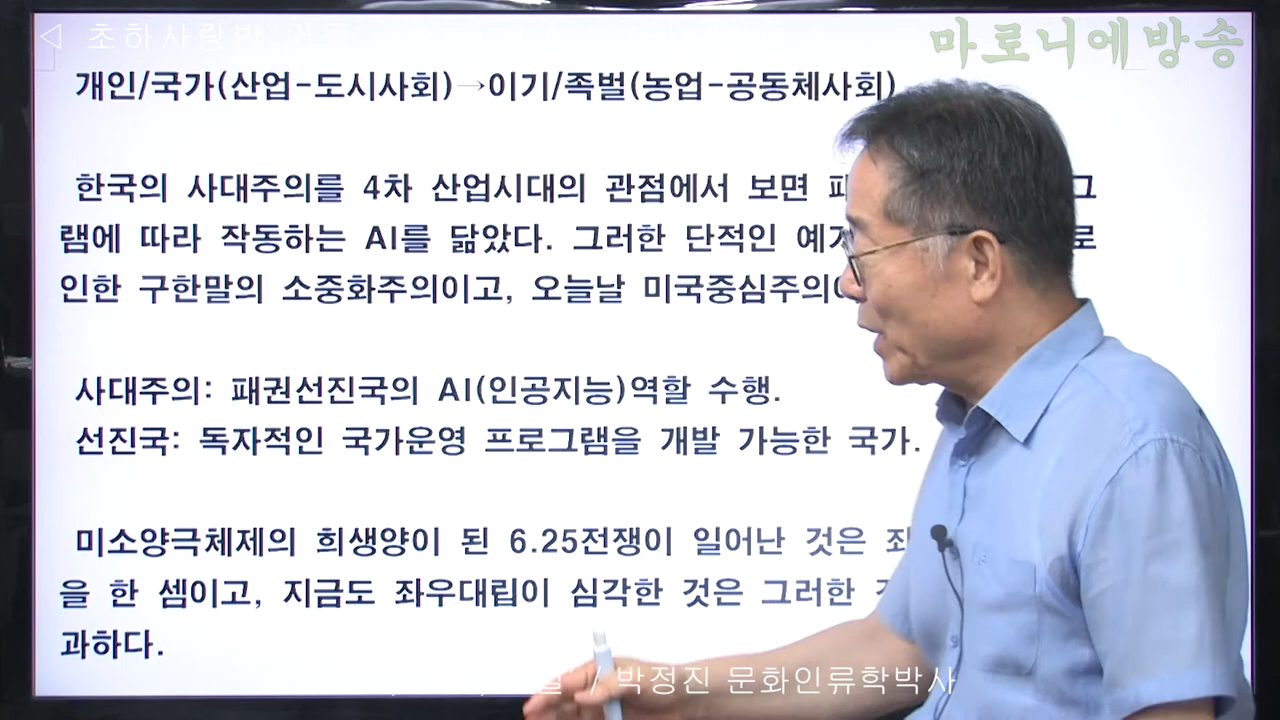 초하사랑방
마로니에방송
개인/국가(산업-도시사회)→이기/족벌(농업-공동체사회)
한국의 사대주의를 4차 산업시대의 관점에서 보면 그
램에 따라 작동하는 AI를 닮았다. 그러한 단적인 로
인한 구한말의 소중화주의이고, 오늘날
사대주의: 패권선진국의 AI(인공지능)역할 수행.
선진국: 독자적인 국가운영 프로그램을 개발 가능한 국가.
미소양극체제의 희생양이 된 6.25전쟁이 일어난 것은
을 한 셈이고, 지금도 좌우대립이 심각한 것은 그러한
과하다.
/ 박정진 문화인류학박사